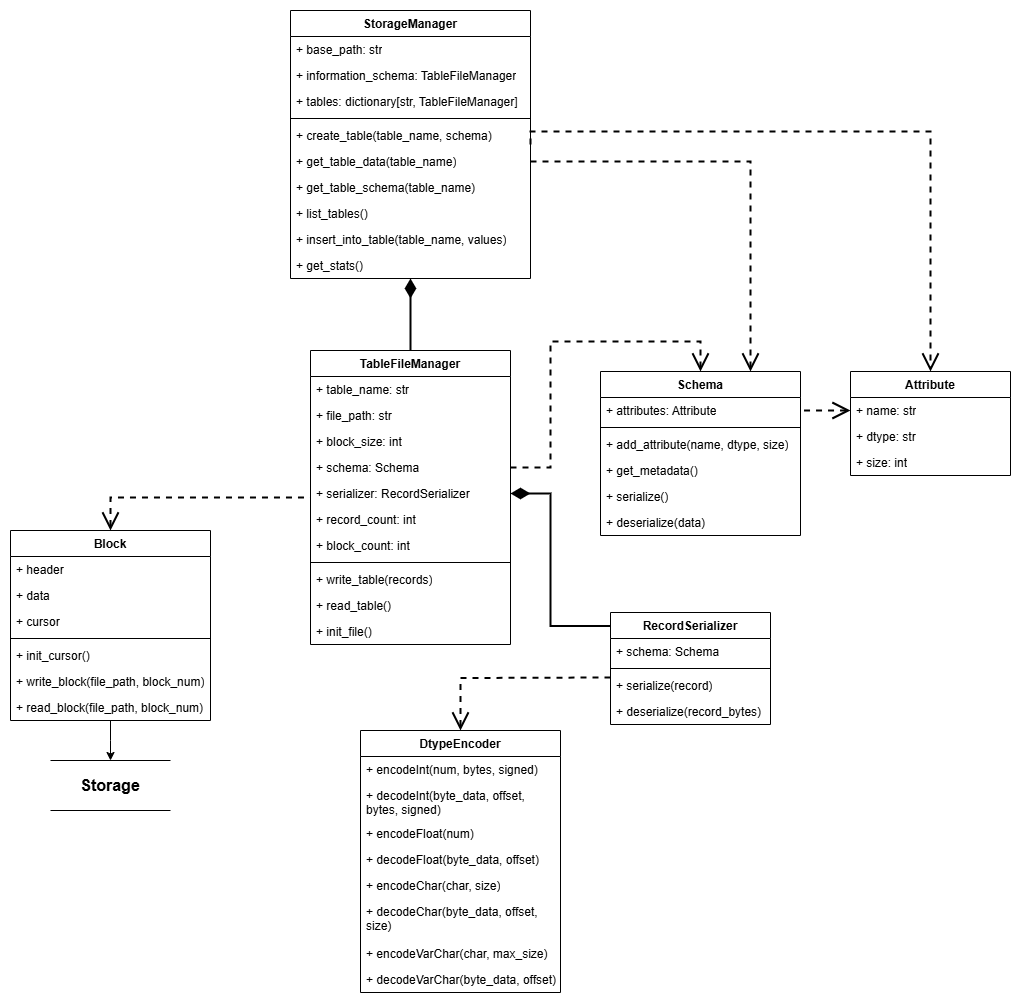 StorageManager
+ base_path: str
+ information_schema: TableFileManager
+ tables: dictionary[str, TableFileManager]
+ create_table(table_name, schema)
+ get_table_data(table_name)
+ get_table_schema(table_name)
+ list_tables()
+ insert_into_table(table_name, values)
+ get_stats()
TableFileManager
+ table_name: str
+ file_path: str
+ block_size: int
+ schema: Schema
+ serializer: RecordSerializer
+ record_count: int
+ block_count: int
+ write_table(records)
+ read_table()
+ init_file()
Schema
+ attributes: Attribute
+ add_attribute(name, dtype, size)
+ get_metadata()
+ serialize()
+ deserialize(data)
Attribute
+ name: str
+ dtype: str
+ size: int
Block
+ header
+ data
+ cursor
+ init_cursor()
+ write_block(file_path, block_num)
+ read_block(file_path, block_num)
Storage
RecordSerializer
+ schema: Schema
+ serialize(record)
+ deserialize(record_bytes)
DtypeEncoder
+ encodeInt(num, bytes, signed)
+ decodeInt(byte_data, offset,
bytes, signed)
+ encodeFloat(num)
+ decodeFloat(byte_data, offset)
+ encodeChar(char, size)
+ decodeChar(byte_data, offset,
size)
+ encodeVarChar(char, max_size)
+ decodeVarChar(byte_data, offset)